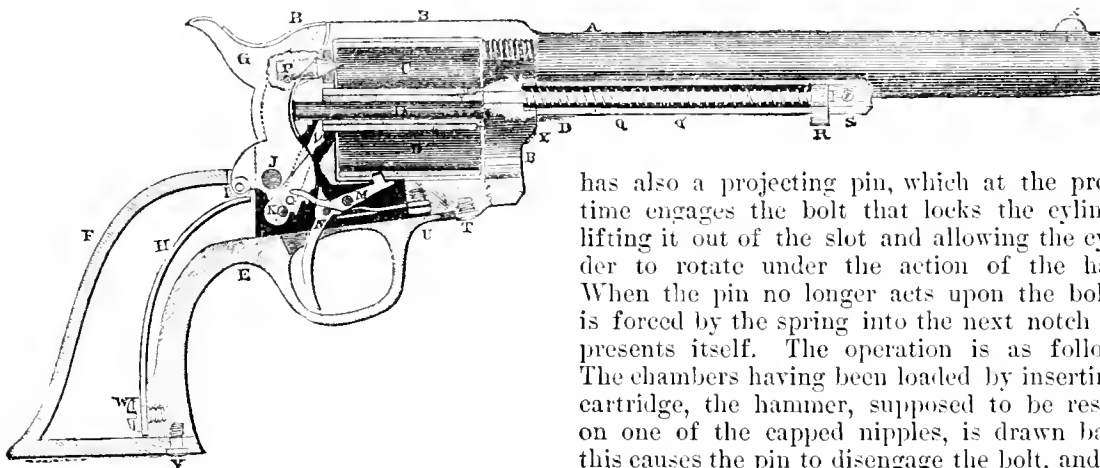 R B A X
G P C
D
L D
J B
K O M N
X D Q Q R S
B
F H E U T
W
V
has also a projecting pin, which at the pro
time engages the bolt that locks the cylin
lifting it out of the slot and allowing the cy
der to rotate under the action of the ha
When the pin no longer acts upon the bol
is forced by the spring into the next notch
presents itself. The operation is as follo
The chambers having been loaded by insertin
cartridge, the hammer, supposed to be res
on one of the capped nipples, is drawn ba
this causes the pin to disengage the bolt, and